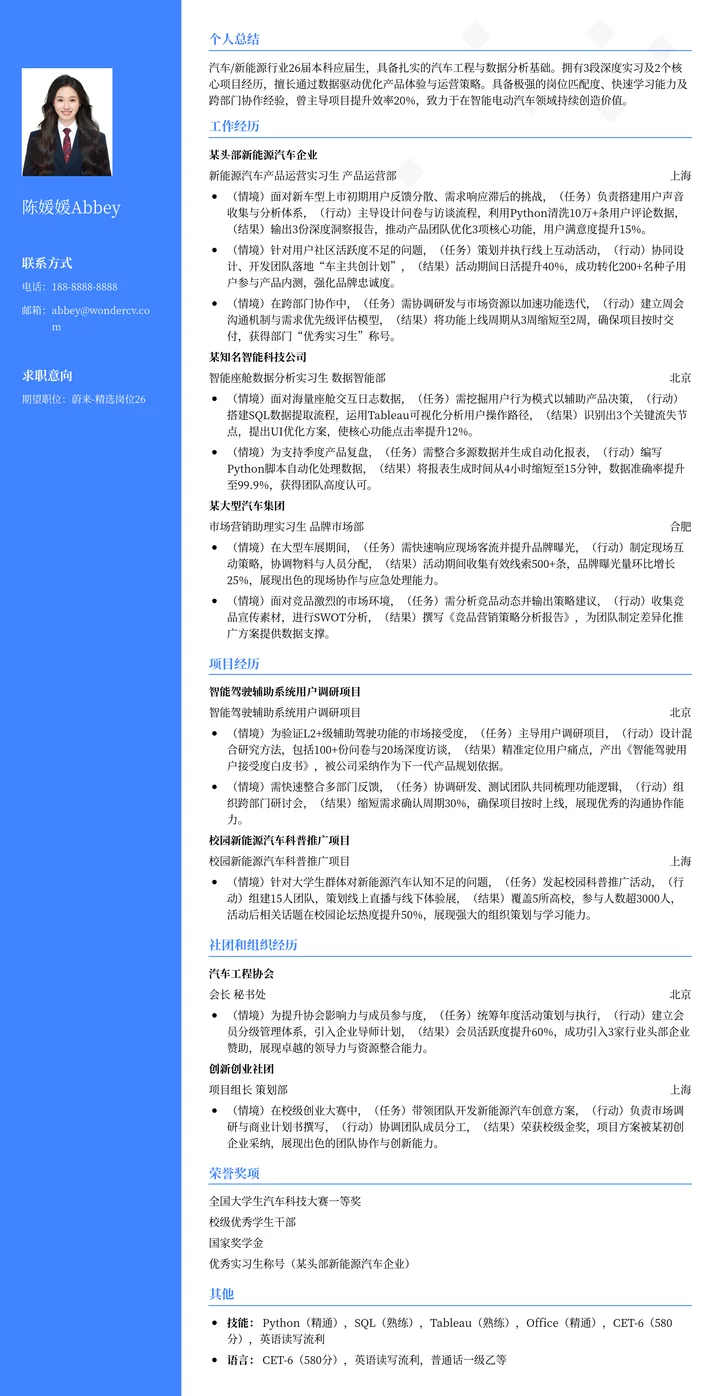 陈媛媛Abbey
联系方式
电话：188-8888-8888
邮箱：abbey@wondercv.co
m
求职意向
期望职位：蔚来-精选岗位26
个人总结
汽车/新能源行业26届本科应届生，具备扎实的汽车工程与数据分析基础。拥有3段深度实习及2个核
心项目经历，擅长通过数据驱动优化产品体验与运营策略。具备极强的岗位匹配度、快速学习能力及
跨部门协作经验，曾主导项目提升效率20%，致力于在智能电动汽车领域持续创造价值。
工作经历
某头部新能源汽车企业
新能源汽车产品运营实习生 产品运营部 上海
• （情境）面对新车型上市初期用户反馈分散、需求响应滞后的挑战，（任务）负责搭建用户声音
收集与分析体系，（行动）主导设计问卷与访谈流程，利用Python清洗10万+条用户评论数据，
（结果）输出3份深度洞察报告，推动产品团队优化3项核心功能，用户满意度提升15%。
• （情境）针对用户社区活跃度不足的问题，（任务）策划并执行线上互动活动，（行动）协同设
计、开发团队落地“车主共创计划”，（结果）活动期间日活提升40%，成功转化200+名种子用
户参与产品内测，强化品牌忠诚度。
• （情境）在跨部门协作中，（任务）需协调研发与市场资源以加速功能迭代，（行动）建立周会
沟通机制与需求优先级评估模型，（结果）将功能上线周期从3周缩短至2周，确保项目按时交
付，获得部门“优秀实习生”称号。
某知名智能科技公司
智能座舱数据分析实习生 数据智能部 北京
• （情境）面对海量座舱交互日志数据，（任务）需挖掘用户行为模式以辅助产品决策，（行动）
搭建SQL数据提取流程，运用Tableau可视化分析用户操作路径，（结果）识别出3个关键流失节
点，提出UI优化方案，使核心功能点击率提升12%。
• （情境）为支持季度产品复盘，（任务）需整合多源数据并生成自动化报表，（行动）编写
Python脚本自动化处理数据，（结果）将报表生成时间从4小时缩短至15分钟，数据准确率提升
至99.9%，获得团队高度认可。
某大型汽车集团
市场营销助理实习生 品牌市场部 合肥
• （情境）在大型车展期间，（任务）需快速响应现场客流并提升品牌曝光，（行动）制定现场互
动策略，协调物料与人员分配，（结果）活动期间收集有效线索500+条，品牌曝光量环比增长
25%，展现出色的现场协作与应急处理能力。
• （情境）面对竞品激烈的市场环境，（任务）需分析竞品动态并输出策略建议，（行动）收集竞
品宣传素材，进行SWOT分析，（结果）撰写《竞品营销策略分析报告》，为团队制定差异化推
广方案提供数据支撑。
项目经历
智能驾驶辅助系统用户调研项目
智能驾驶辅助系统用户调研项目 北京
• （情境）为验证L2+级辅助驾驶功能的市场接受度，（任务）主导用户调研项目，（行动）设计混
合研究方法，包括100+份问卷与20场深度访谈，（结果）精准定位用户痛点，产出《智能驾驶用
户接受度白皮书》，被公司采纳作为下一代产品规划依据。
• （情境）需快速整合多部门反馈，（任务）协调研发、测试团队共同梳理功能逻辑，（行动）组
织跨部门研讨会，（结果）缩短需求确认周期30%，确保项目按时上线，展现优秀的沟通协作能
力。
校园新能源汽车科普推广项目
校园新能源汽车科普推广项目 上海
• （情境）针对大学生群体对新能源汽车认知不足的问题，（任务）发起校园科普推广活动，（行
动）组建15人团队，策划线上直播与线下体验展，（结果）覆盖5所高校，参与人数超3000人，
活动后相关话题在校园论坛热度提升50%，展现强大的组织策划与学习能力。
社团和组织经历
汽车工程协会
会长 秘书处 北京
• （情境）为提升协会影响力与成员参与度，（任务）统筹年度活动策划与执行，（行动）建立会
员分级管理体系，引入企业导师计划，（结果）会员活跃度提升60%，成功引入3家行业头部企业
赞助，展现卓越的领导力与资源整合能力。
创新创业社团
项目组长 策划部 上海
• （情境）在校级创业大赛中，（任务）带领团队开发新能源汽车创意方案，（行动）负责市场调
研与商业计划书撰写，（行动）协调团队成员分工，（结果）荣获校级金奖，项目方案被某初创
企业采纳，展现出色的团队协作与创新能力。
荣誉奖项
全国大学生汽车科技大赛一等奖
校级优秀学生干部
国家奖学金
优秀实习生称号（某头部新能源汽车企业）
其他
• 技能： Python（精通）, SQL（熟练）, Tableau（熟练）, Office（精通）, CET-6（580
分）, 英语读写流利
• 语言： CET-6（580分）, 英语读写流利, 普通话一级乙等